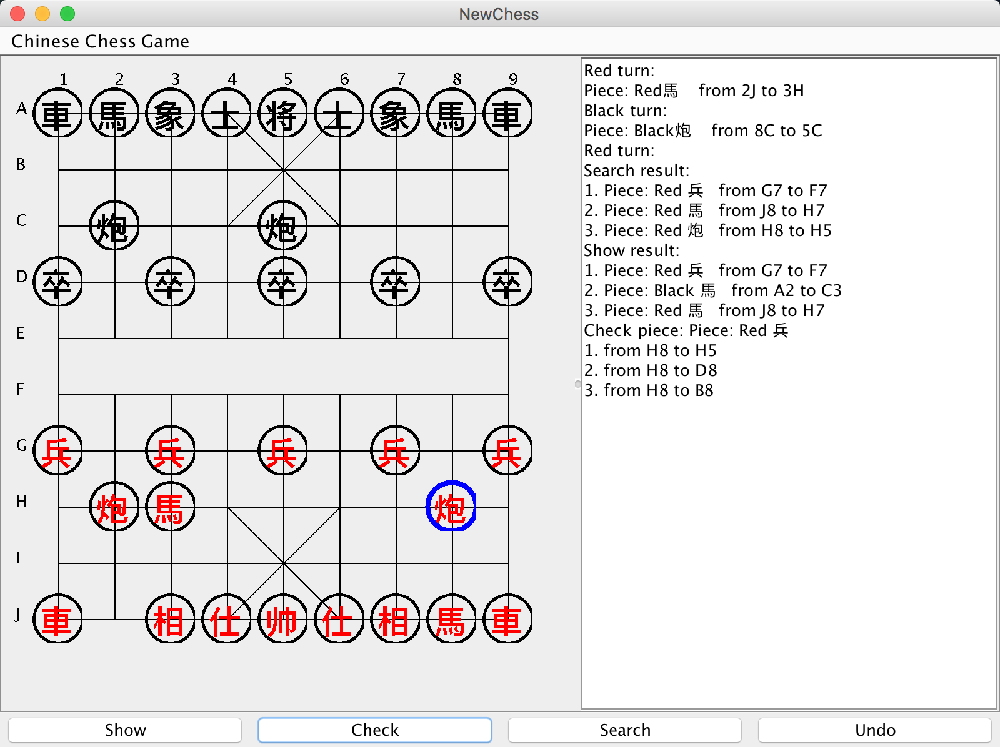 NewChess
Chinese Chess Game
1 2 3 4 5 6 7 8 9
A 車 馬 象 士 将 士 象 馬 車
B
C 炮 炮
D 卒 卒 卒 卒 卒
E
F
G 兵 兵 兵 兵 兵
H 炮 馬 炮
I
J 車 相 仕 帅 仕 相 馬 車
Red turn:
Piece: Red馬 from 2J to 3H
Black turn:
Piece: Black炮 from 8C to 5C
Red turn:
Search result:
1. Piece: Red 兵 from G7 to F7
2. Piece: Red 馬 from J8 to H7
3. Piece: Red 炮 from H8 to H5
Show result:
1. Piece: Red 兵 from G7 to F7
2. Piece: Black 馬 from A2 to C3
3. Piece: Red 馬 from J8 to H7
Check piece: Piece: Red 兵
1. from H8 to H5
2. from H8 to D8
3. from H8 to B8
Show Check Search Undo